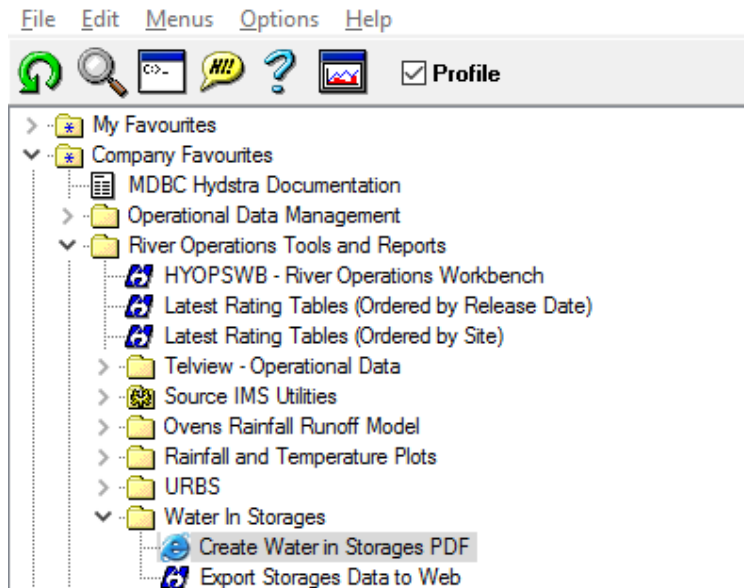 File Edit Menus Options Help
C:\>_ HI! ? Profile
My Favourites
Company Favourites
MDBC Hydstra Documentation
Operational Data Management
River Operations Tools and Reports
HYOPSWB - River Operations Workbench
Latest Rating Tables (Ordered by Release Date)
Latest Rating Tables (Ordered by Site)
Telview - Operational Data
Source IMS Utilities
Ovens Rainfall Runoff Model
Rainfall and Temperature Plots
URBS
Water In Storages
Create Water in Storages PDF
Export Storages Data to Web